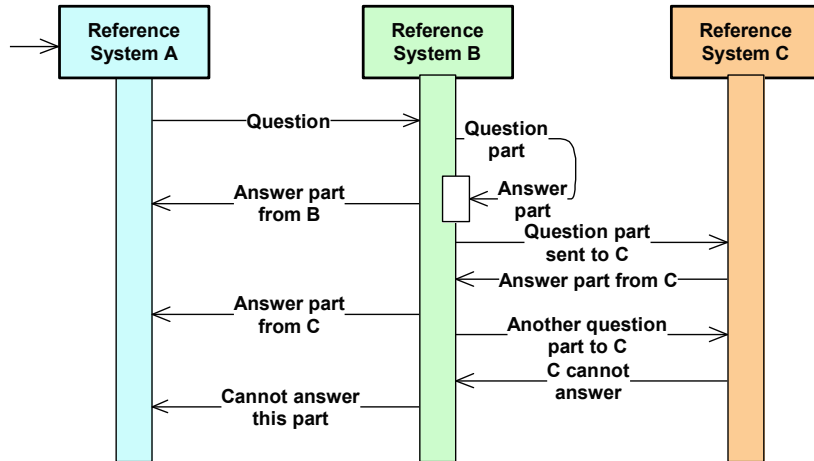 Reference
System A
Reference
System B
Reference
System C
Question
Question
part
Answer part
from B
Answer
part
Question part
sent to C
Answer part from C
Answer part
from C
Another question
part to C
C cannot
answer
Cannot answer
this part